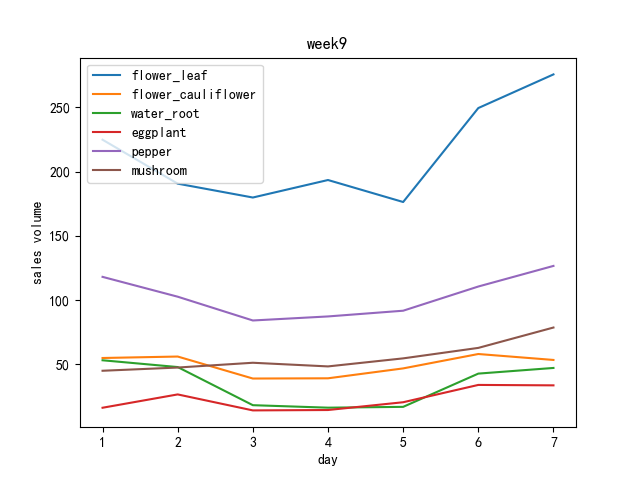 week9
flower_leaf
flower_cauliflower
water_root
eggplant
pepper
mushroom
sales volume
250
200
150
100
50
1 2 3 4 5 6 7
day